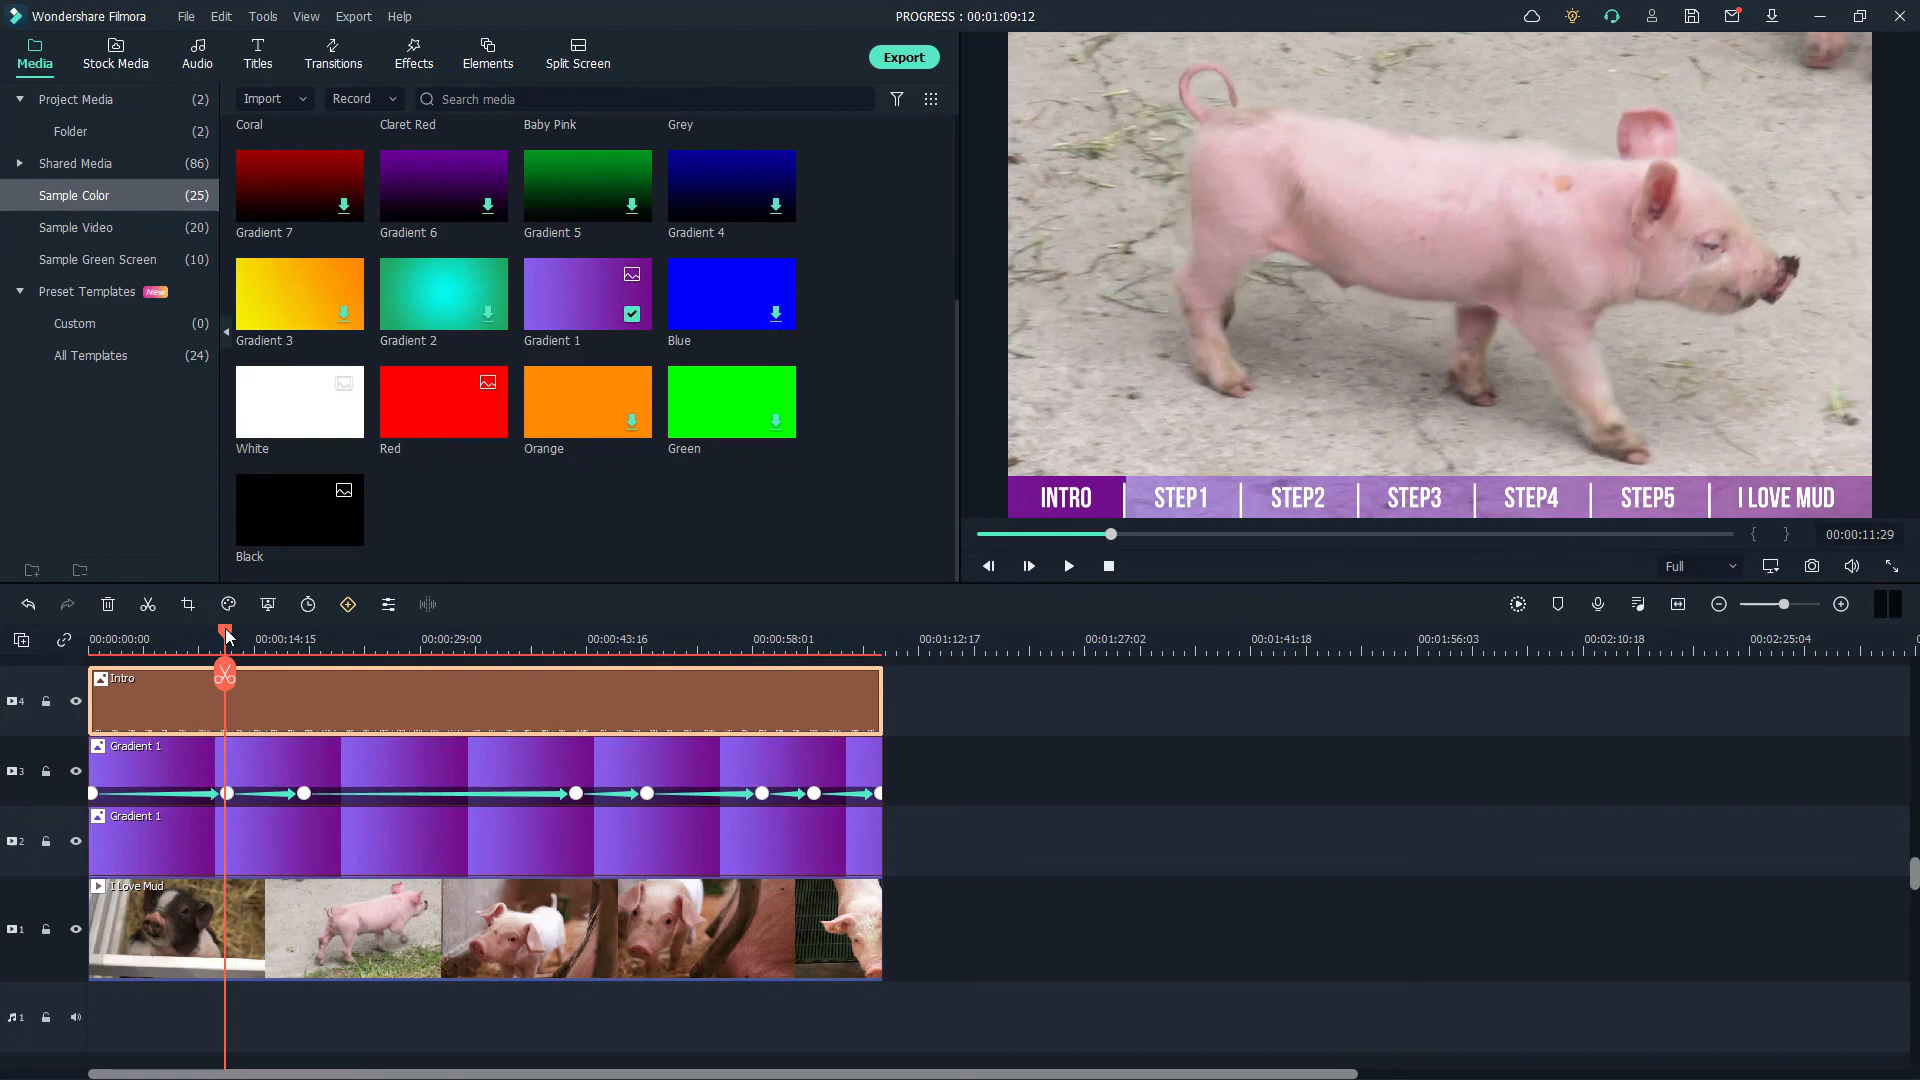 Wondershare Filmora File Edit Tools View Export Help PROGRESS : 00:01:09:12
Media Stock Media Audio Titles Transitions Effects Elements Split Screen Export
Project Media (2)
Folder (2)
Shared Media (86)
Sample Color (25)
Sample Video (20)
Sample Green Screen (10)
Preset Templates New
Custom (0)
All Templates (24)
Import Record Search media
Coral Claret Red Baby Pink Grey
Gradient 7 Gradient 6 Gradient 5 Gradient 4
Gradient 3 Gradient 2 Gradient 1 Blue
White Red Orange Green
Black
INTRO STEP1 STEP2 STEP3 STEP4 STEP5 I LOVE MUD
{ } 00:00:11:29
Full
00:00:00:00 00:00:14:15 00:00:29:00 00:00:43:16 00:00:58:01 00:01:12:17 00:01:27:02 00:01:41:18 00:01:56:03 00:02:10:18 00:02:25:04
Intro
4
Gradient 1
3
Gradient 1
2
I Love Mud
1
1